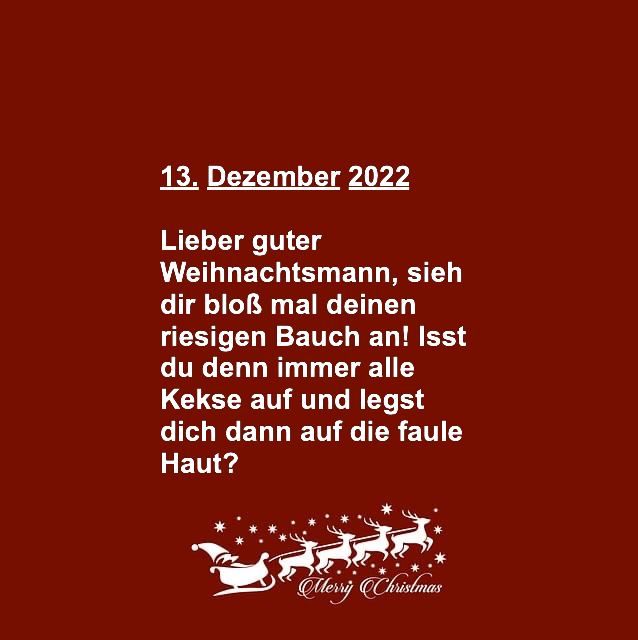 13. Dezember 2022
Lieber guter
Weihnachtsmann, sieh
dir bloß mal deinen
riesigen Bauch an! Isst
du denn immer alle
Kekse auf und legst
dich dann auf die faule
Haut?
Merry Christmas